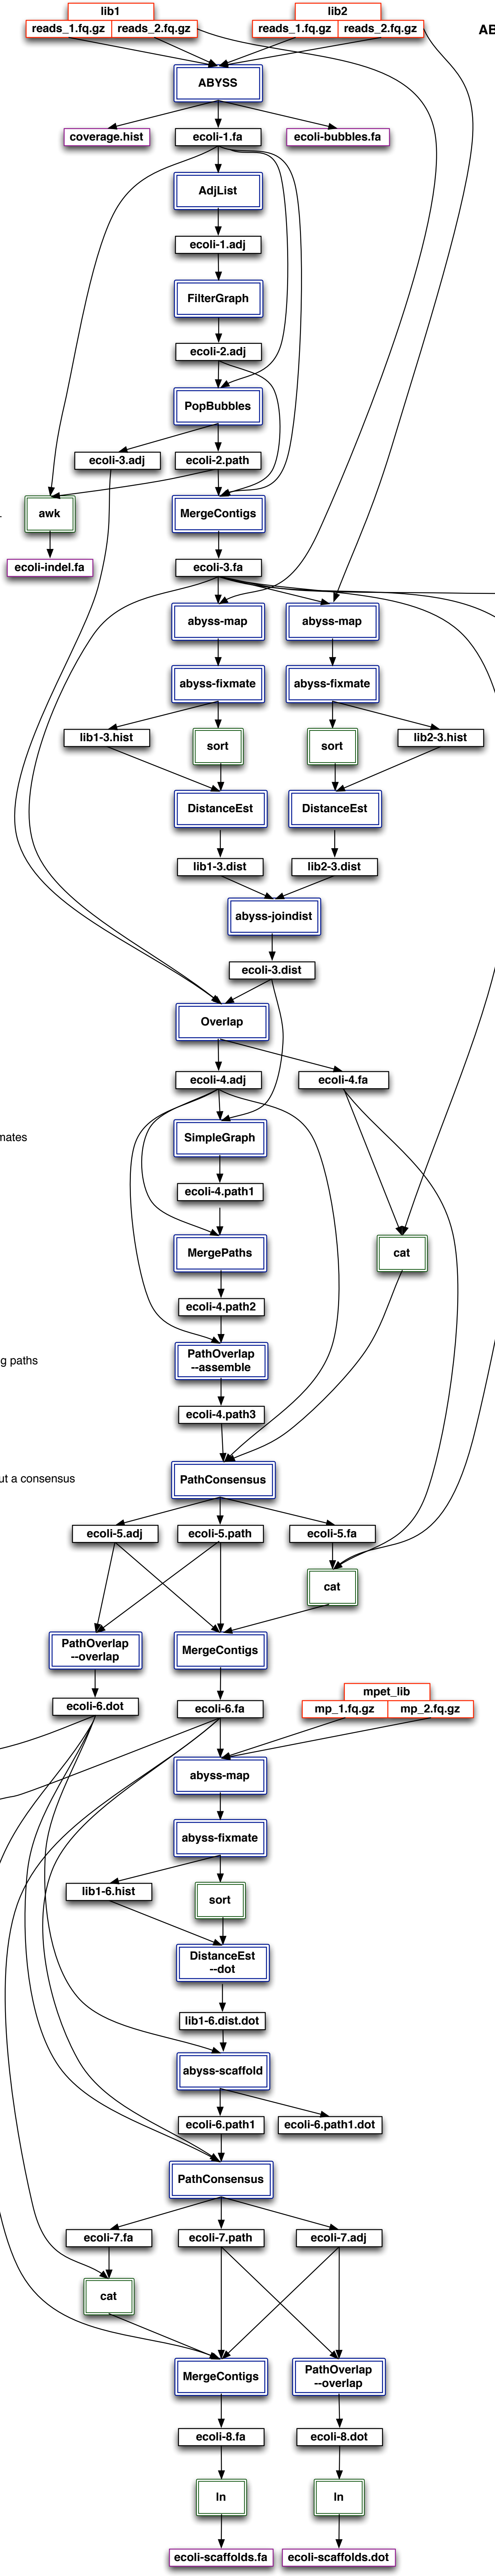 lib1
lib2
reads_1.fq.gz
reads_2.fq.gz
reads_1.fq.gz
reads_2.fq.gz
AB
ABYSS
coverage.hist
ecoli-1.fa
ecoli-bubbles.fa
AdjList
ecoli-1.adj
FilterGraph
ecoli-2.adj
PopBubbles
ecoli-3.adj
ecoli-2.path
awk
MergeContigs
ecoli-indel.fa
ecoli-3.fa
abyss-map
abyss-map
abyss-fixmate
abyss-fixmate
lib1-3.hist
sort
sort
lib2-3.hist
DistanceEst
DistanceEst
lib1-3.dist
lib2-3.dist
abyss-joindist
ecoli-3.dist
Overlap
ecoli-4.adj
ecoli-4.fa
SimpleGraph
mates
ecoli-4.path1
MergePaths
cat
ecoli-4.path2
PathOverlap
--assemble
g paths
ecoli-4.path3
PathConsensus
ut a consensus
ecoli-5.adj
ecoli-5.path
ecoli-5.fa
cat
PathOverlap
--overlap
MergeContigs
ecoli-6.dot
ecoli-6.fa
mpet_lib
mp_1.fq.gz
mp_2.fq.gz
abyss-map
abyss-fixmate
lib1-6.hist
sort
DistanceEst
--dot
lib1-6.dist.dot
abyss-scaffold
ecoli-6.path1
ecoli-6.path1.dot
PathConsensus
ecoli-7.fa
ecoli-7.path
ecoli-7.adj
cat
MergeContigs
PathOverlap
--overlap
ecoli-8.fa
ecoli-8.dot
ln
ln
ecoli-scaffolds.fa
ecoli-scaffolds.dot